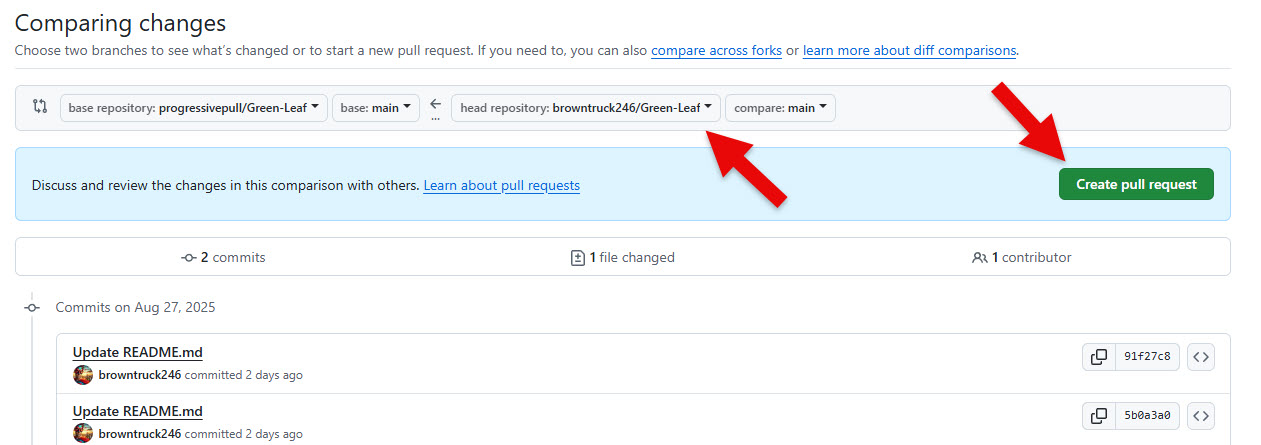 Comparing changes
Choose two branches to see what's changed or to start a new pull request. If you need to, you can also compare across forks or learn more about diff comparisons.
base repository: progressivepull/Green-Leaf base: main ... head repository: browntruck246/Green-Leaf compare: main
Discuss and review the changes in this comparison with others. Learn about pull requests
Create pull request
2 commits
1 file changed
1 contributor
Commits on Aug 27, 2025
Update README.md
91f27c8
browntruck246 committed 2 days ago
Update README.md
5b0a3a0
browntruck246 committed 2 days ago